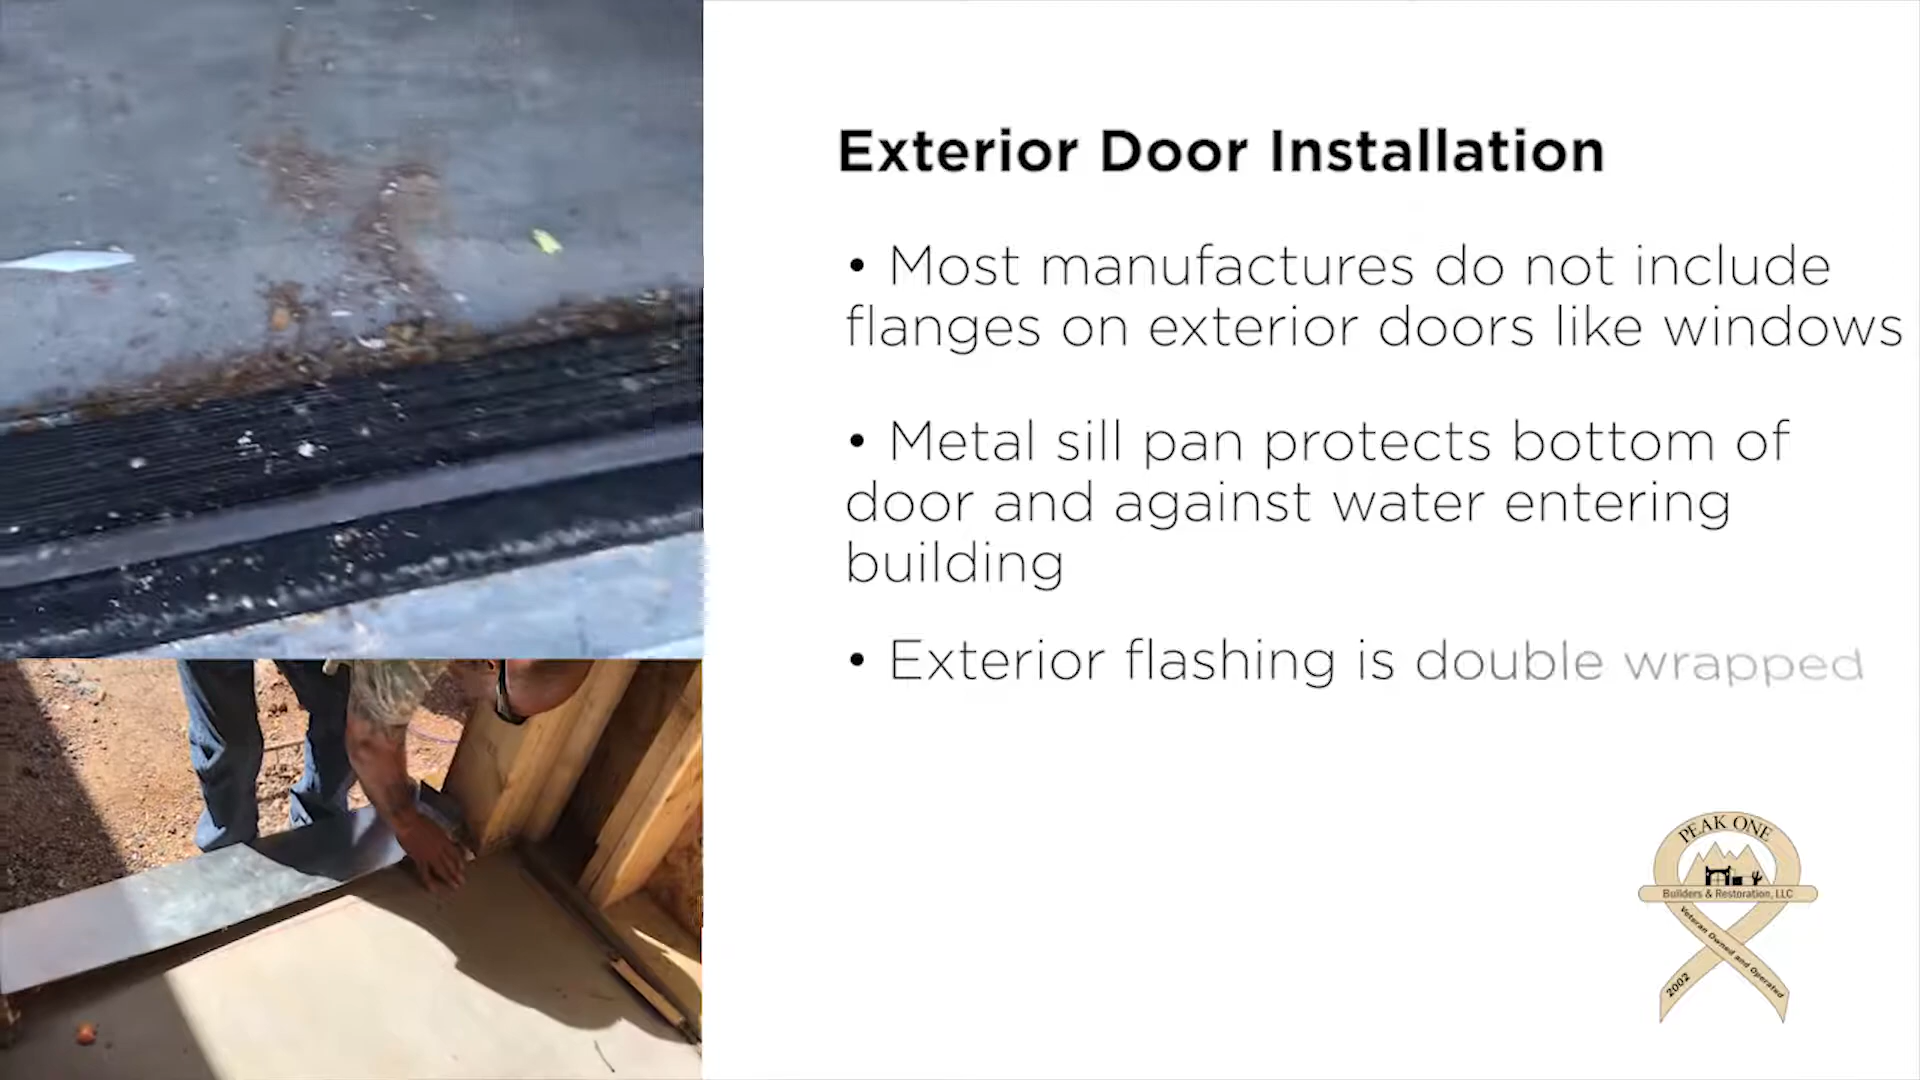 Exterior Door Installation
• Most manufactures do not include
flanges on exterior doors like windows
• Metal sill pan protects bottom of
door and against water entering
building
• Exterior flashing is double wrapped
PEAK ONE
Builders & Restoration, LLC
Veteran Owned and Operated
2002